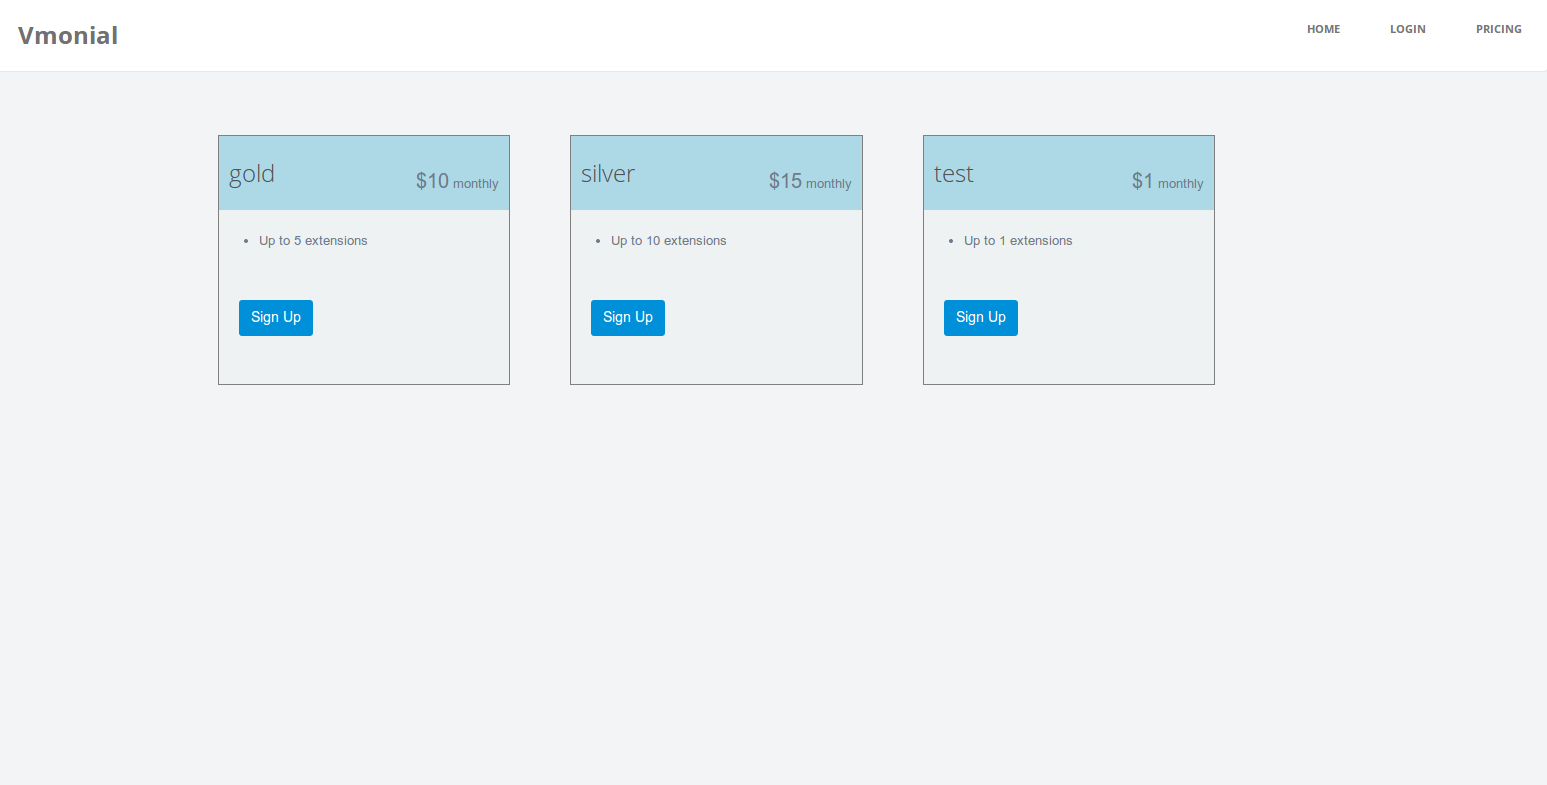 Vmonial
HOME LOGIN PRICING
gold $10 monthly
Up to 5 extensions
Sign Up
silver $15 monthly
Up to 10 extensions
Sign Up
test $1 monthly
Up to 1 extensions
Sign Up